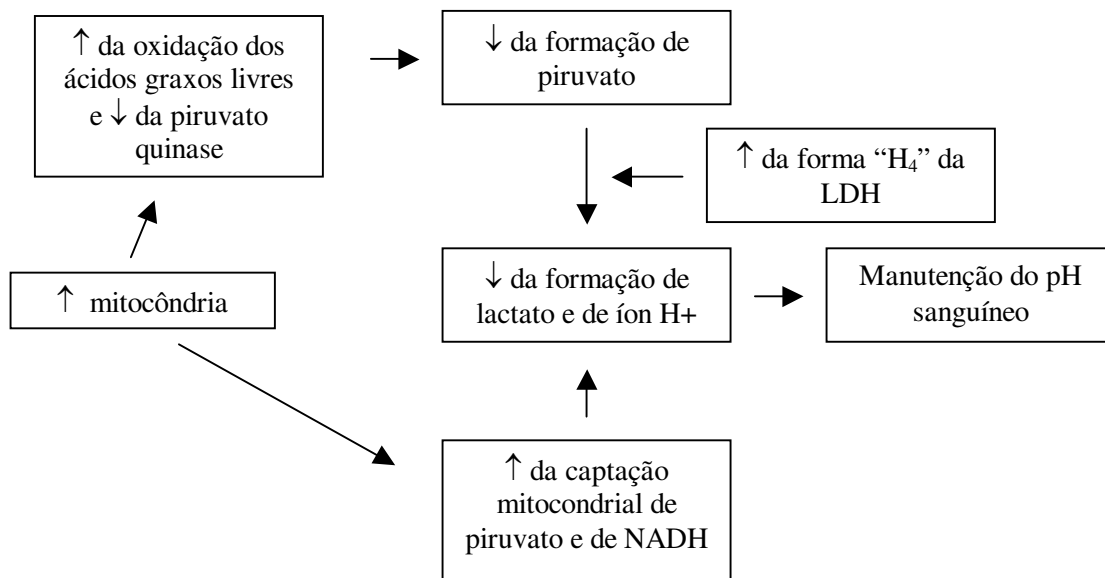 ↑ da oxidação dos
ácidos graxos livres
e ↓ da piruvato
quinase
↓ da formação de
piruvato
↑ da forma “H₄” da
LDH
↑ mitocôndria
↓ da formação de
lactato e de íon H+
Manutenção do pH
sanguíneo
↑ da captação
mitocondrial de
piruvato e de NADH